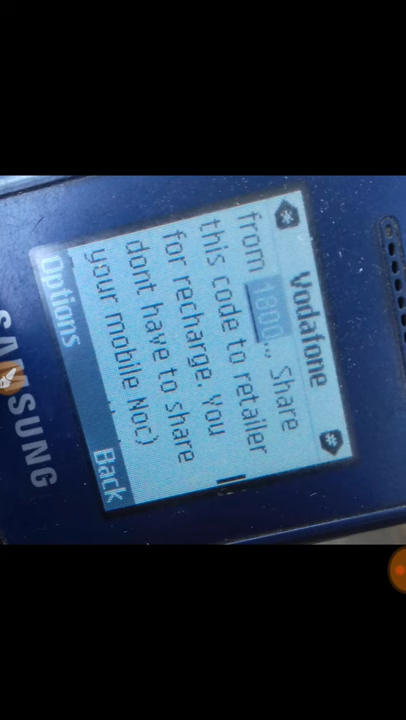 Vodafone
from 1800... Share
this code to retailer
for recharge. You
dont have to share
your mobile No:)
Options
Back
SAMSUNG